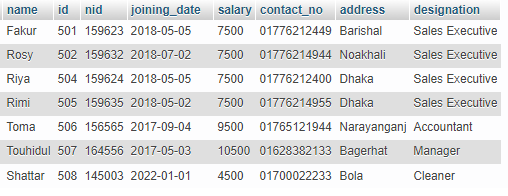 name id nid joining_date salary contact_no address designation
Fakur 501 159623 2018-05-05 7500 01776212449 Barishal Sales Executive
Rosy 502 159632 2018-07-02 7500 01776214944 Noakhali Sales Executive
Riya 504 159624 2018-05-05 7500 01776212400 Dhaka Sales Executive
Rimi 505 159635 2018-05-02 7500 01776214955 Dhaka Sales Executive
Toma 506 156565 2017-09-04 9500 01765121944 Narayanganj Accountant
Touhidul 507 164556 2017-05-03 10500 01628382133 Bagerhat Manager
Shattar 508 145003 2022-01-01 4500 01700022233 Bola Cleaner